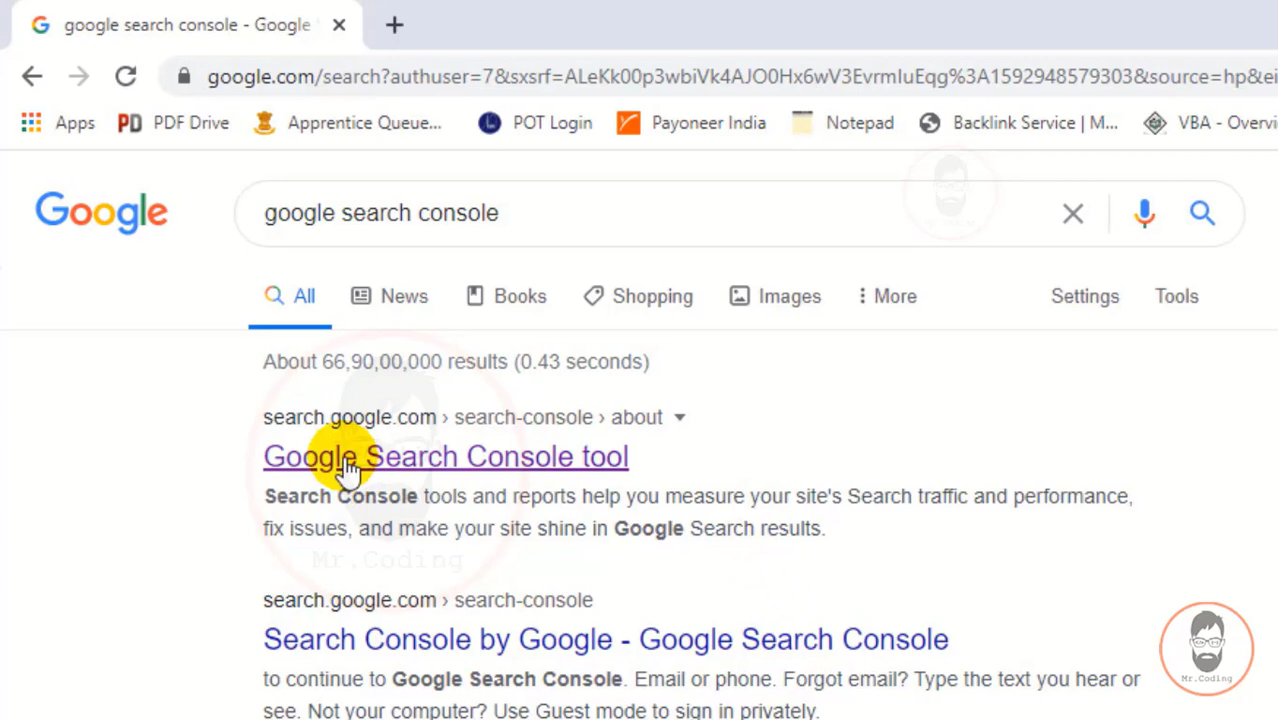 google search console - Google
google.com/search?authuser=7&sxsrf=ALeKk00p3wbiVk4AJO0Hx6wV3EvrmIuEqg%3A1592948579303&source=hp&ei
Apps PDF Drive Apprentice Queue... POT Login Payoneer India Notepad Backlink Service | M... VBA - Overvi
Google google search console
All News Books Shopping Images More Settings Tools
About 66,90,00,000 results (0.43 seconds)
search.google.com › search-console › about
Google Search Console tool
Search Console tools and reports help you measure your site's Search traffic and performance,
fix issues, and make your site shine in Google Search results.
Mr.Coding
search.google.com › search-console
Search Console by Google - Google Search Console
to continue to Google Search Console. Email or phone. Forgot email? Type the text you hear or
Mr.Coding
see. Not your computer? Use Guest mode to sign in privately.